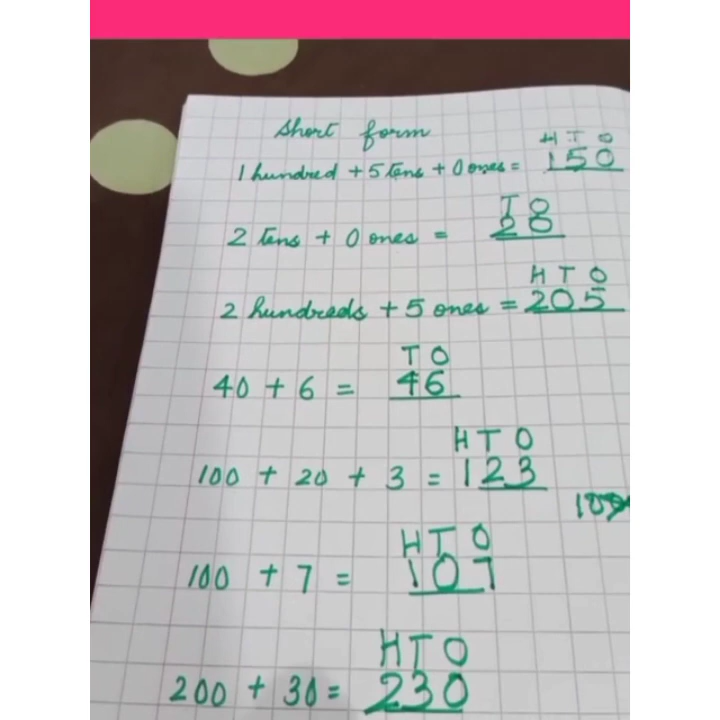 Short form
H T O
1 hundred + 5 Tens + 0 ones = 150
T O
2 Tens + 0 ones = 20
H T O
2 hundreds + 5 ones = 205
T O
40 + 6 = 46
H T O
100 + 20 + 3 = 123
H T O
100 + 7 = 107
H T O
200 + 30 = 230